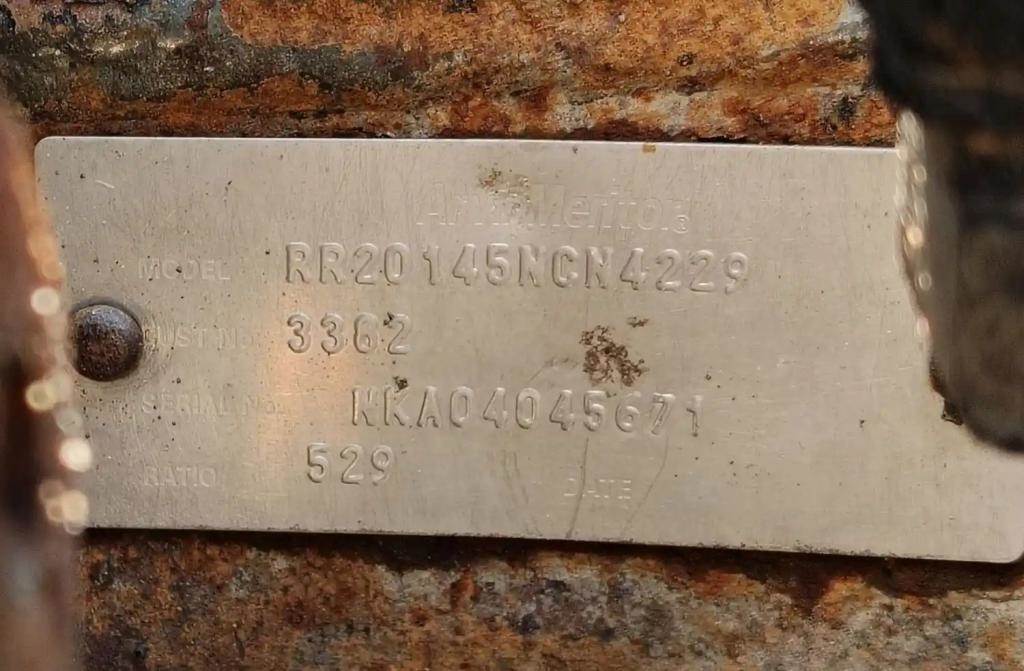 ArvinMeritor®
MODEL RR20145NCN4229
CUST NO. 3362
SERIAL NO. NKA04045671
RATIO 529
DATE